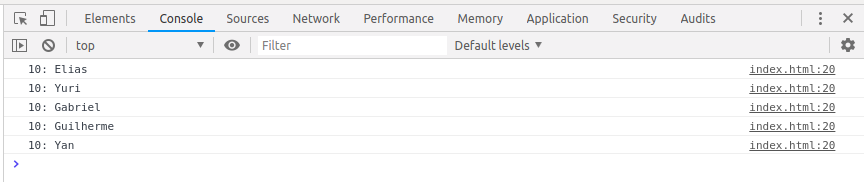 Elements Console Sources Network Performance Memory Application Security Audits
top Filter Default levels
10: Elias index.html:20
10: Yuri index.html:20
10: Gabriel index.html:20
10: Guilherme index.html:20
10: Yan index.html:20